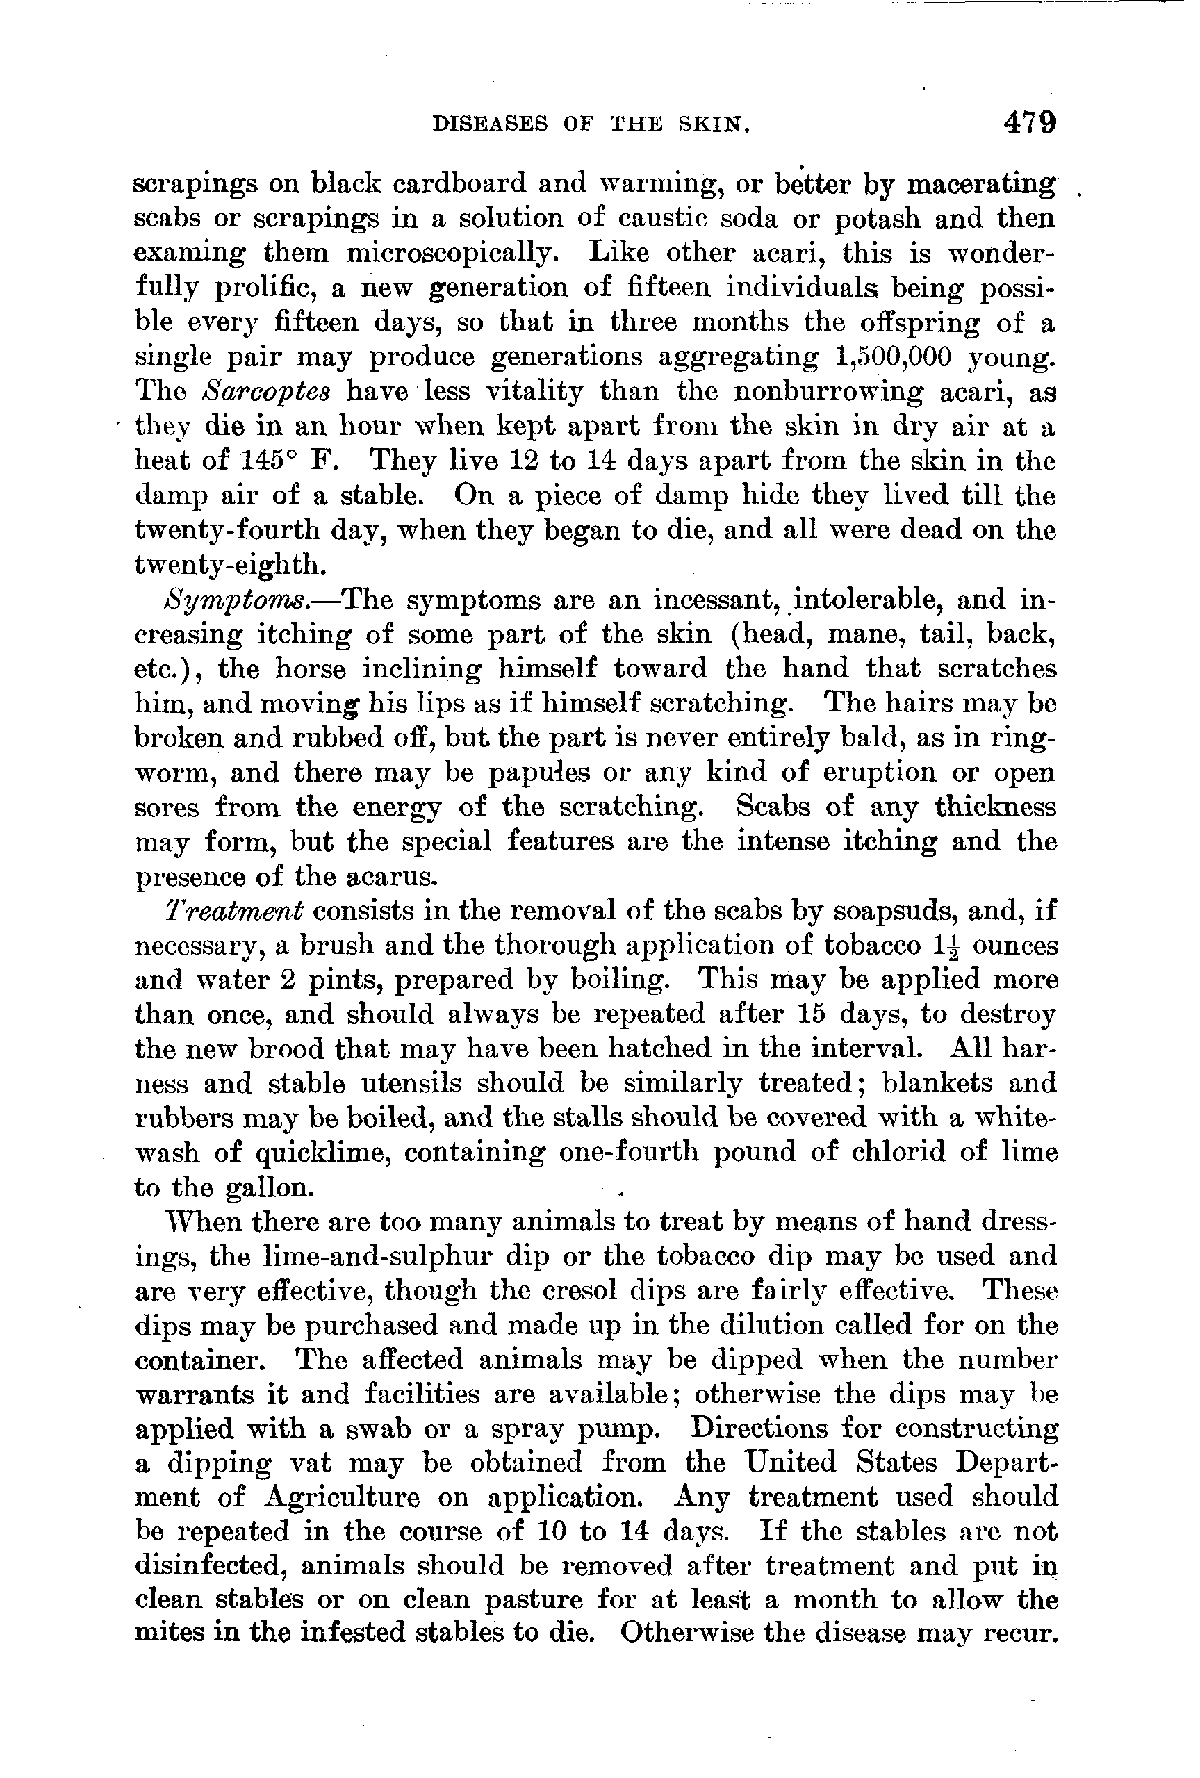 DISEASES OF THE SKIN. 479
scrapings on black cardboard and warming, or better by macerating
scabs or scrapings in a solution of caustic soda or potash and then
examing them microscopically. Like other acari, this is wonder-
fully prolific, a new generation of fifteen individuals being possi-
ble every fifteen days, so that in three months the offspring of a
single pair may produce generations aggregating 1,500,000 young.
The Sarcoptes have less vitality than the nonburrowing acari, as
they die in an hour when kept apart from the skin in dry air at a
heat of 145° F. They live 12 to 14 days apart from the skin in the
damp air of a stable. On a piece of damp hide they lived till the
twenty-fourth day, when they began to die, and all were dead on the
twenty-eighth.
Symptoms.—The symptoms are an incessant, intolerable, and in-
creasing itching of some part of the skin (head, mane, tail, back,
etc.), the horse inclining himself toward the hand that scratches
him, and moving his lips as if himself scratching. The hairs may be
broken and rubbed off, but the part is never entirely bald, as in ring-
worm, and there may be papules or any kind of eruption or open
sores from the energy of the scratching. Scabs of any thickness
may form, but the special features are the intense itching and the
presence of the acarus.
Treatment consists in the removal of the scabs by soapsuds, and, if
necessary, a brush and the thorough application of tobacco 1½ ounces
and water 2 pints, prepared by boiling. This may be applied more
than once, and should always be repeated after 15 days, to destroy
the new brood that may have been hatched in the interval. All har-
ness and stable utensils should be similarly treated; blankets and
rubbers may be boiled, and the stalls should be covered with a white-
wash of quicklime, containing one-fourth pound of chlorid of lime
to the gallon.
When there are too many animals to treat by means of hand dress-
ings, the lime-and-sulphur dip or the tobacco dip may be used and
are very effective, though the cresol dips are fairly effective. These
dips may be purchased and made up in the dilution called for on the
container. The affected animals may be dipped when the number
warrants it and facilities are available; otherwise the dips may be
applied with a swab or a spray pump. Directions for constructing
a dipping vat may be obtained from the United States Depart-
ment of Agriculture on application. Any treatment used should
be repeated in the course of 10 to 14 days. If the stables are not
disinfected, animals should be removed after treatment and put in
clean stables or on clean pasture for at least a month to allow the
mites in the infested stables to die. Otherwise the disease may recur.